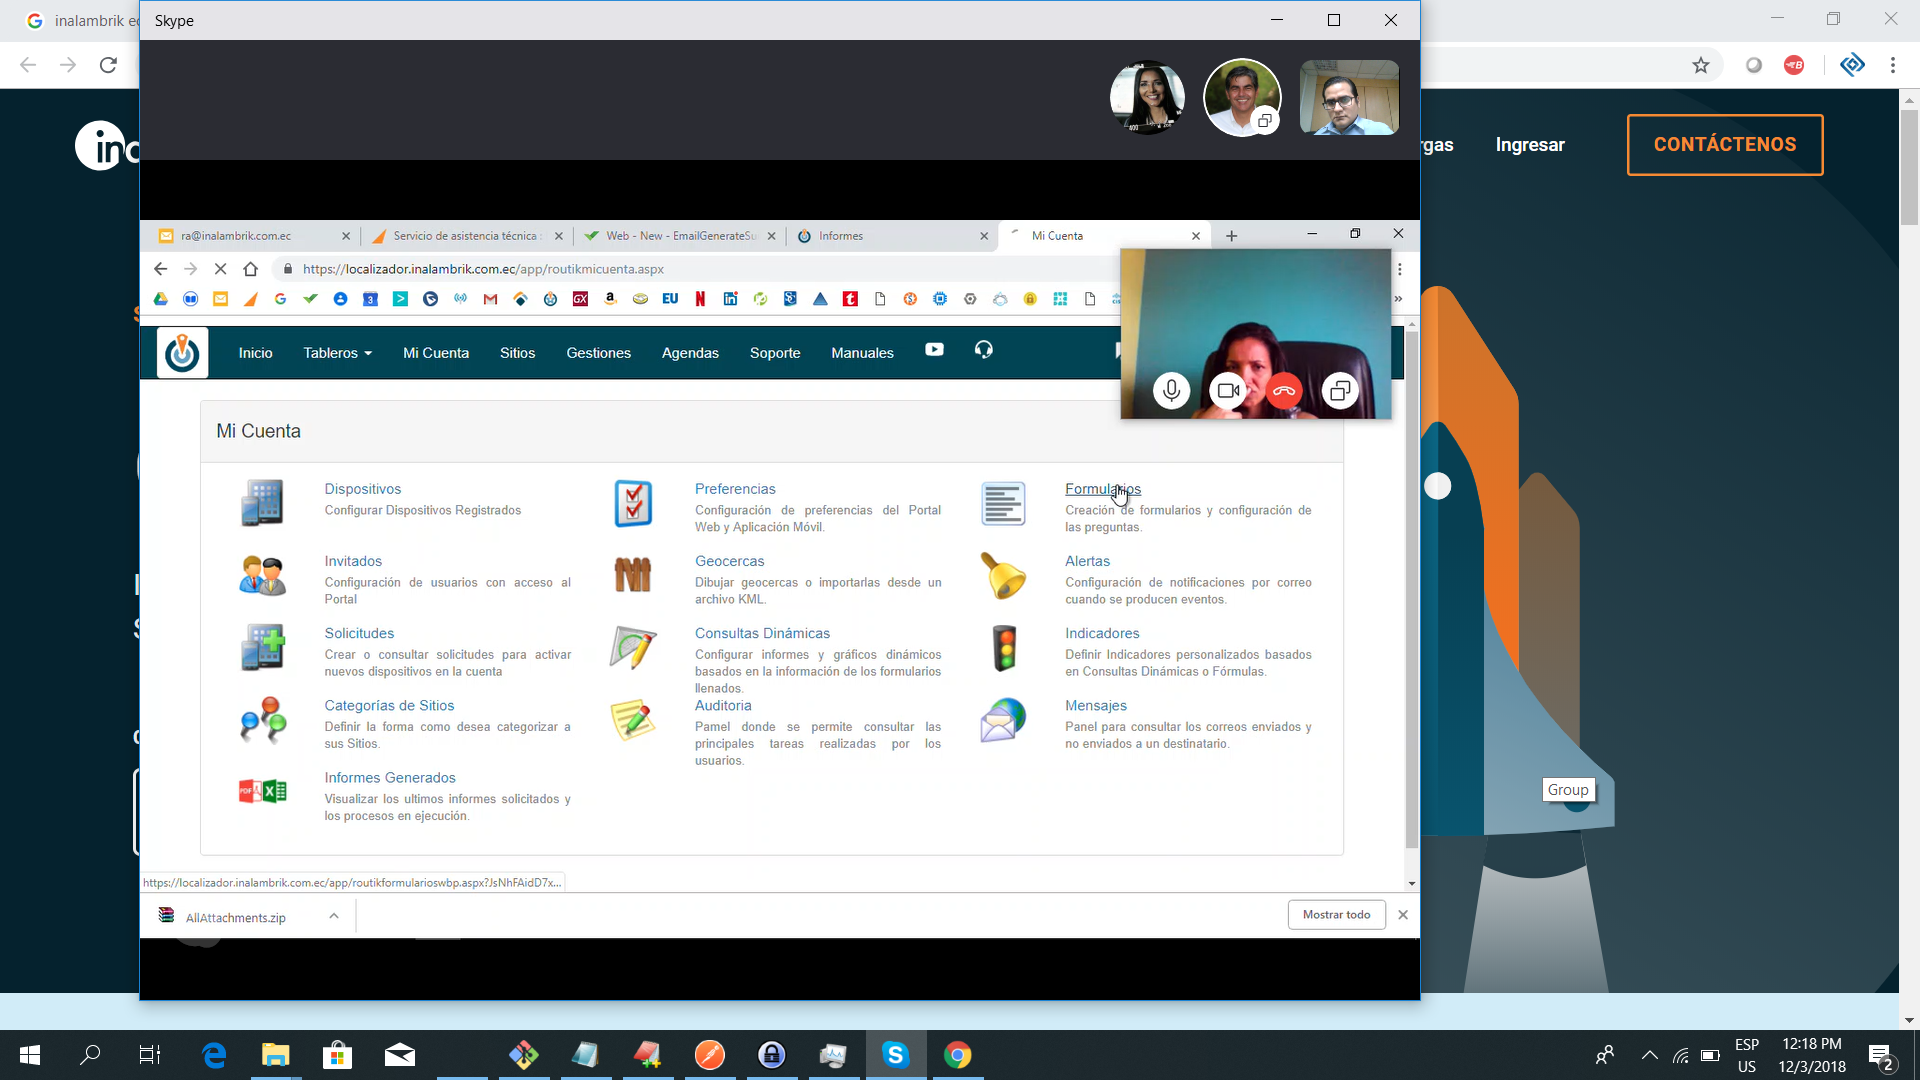 inalambrik ec
Skype
Ingresar
CONTÁCTENOS
ra@inalambrik.com.ec
Servicio de asistencia técnica
Web - New - EmailGenerateSu
Informes
Mi Cuenta
https://localizador.inalambrik.com.ec/app/routikmicuenta.aspx
Inicio
Tableros
Mi Cuenta
Sitios
Gestiones
Agendas
Soporte
Manuales
Mi Cuenta
Dispositivos
Configurar Dispositivos Registrados
Preferencias
Configuración de preferencias del Portal
Web y Aplicación Móvil.
Formularios
Creación de formularios y configuración de
las preguntas.
Invitados
Configuración de usuarios con acceso al
Portal
Geocercas
Dibujar geocercas o importarlas desde un
archivo KML.
Alertas
Configuración de notificaciones por correo
cuando se producen eventos.
Solicitudes
Crear o consultar solicitudes para activar
nuevos dispositivos en la cuenta
Consultas Dinámicas
Configurar informes y gráficos dinámicos
basados en la información de los formularios
llenados.
Indicadores
Definir Indicadores personalizados basados
en Consultas Dinámicas o Fórmulas.
Categorías de Sitios
Definir la forma como desea categorizar a
sus Sitios.
Auditoria
Pamel donde se permite consultar las
principales tareas realizadas por los
usuarios.
Mensajes
Panel para consultar los correos enviados y
no enviados a un destinatario.
Informes Generados
Visualizar los ultimos informes solicitados y
los procesos en ejecución.
Group
https://localizador.inalambrik.com.ec/app/routikformularioswbp.aspx?JsNhFAidD7x...
AllAttachments.zip
Mostrar todo
ESP
US
12:18 PM
12/3/2018
2